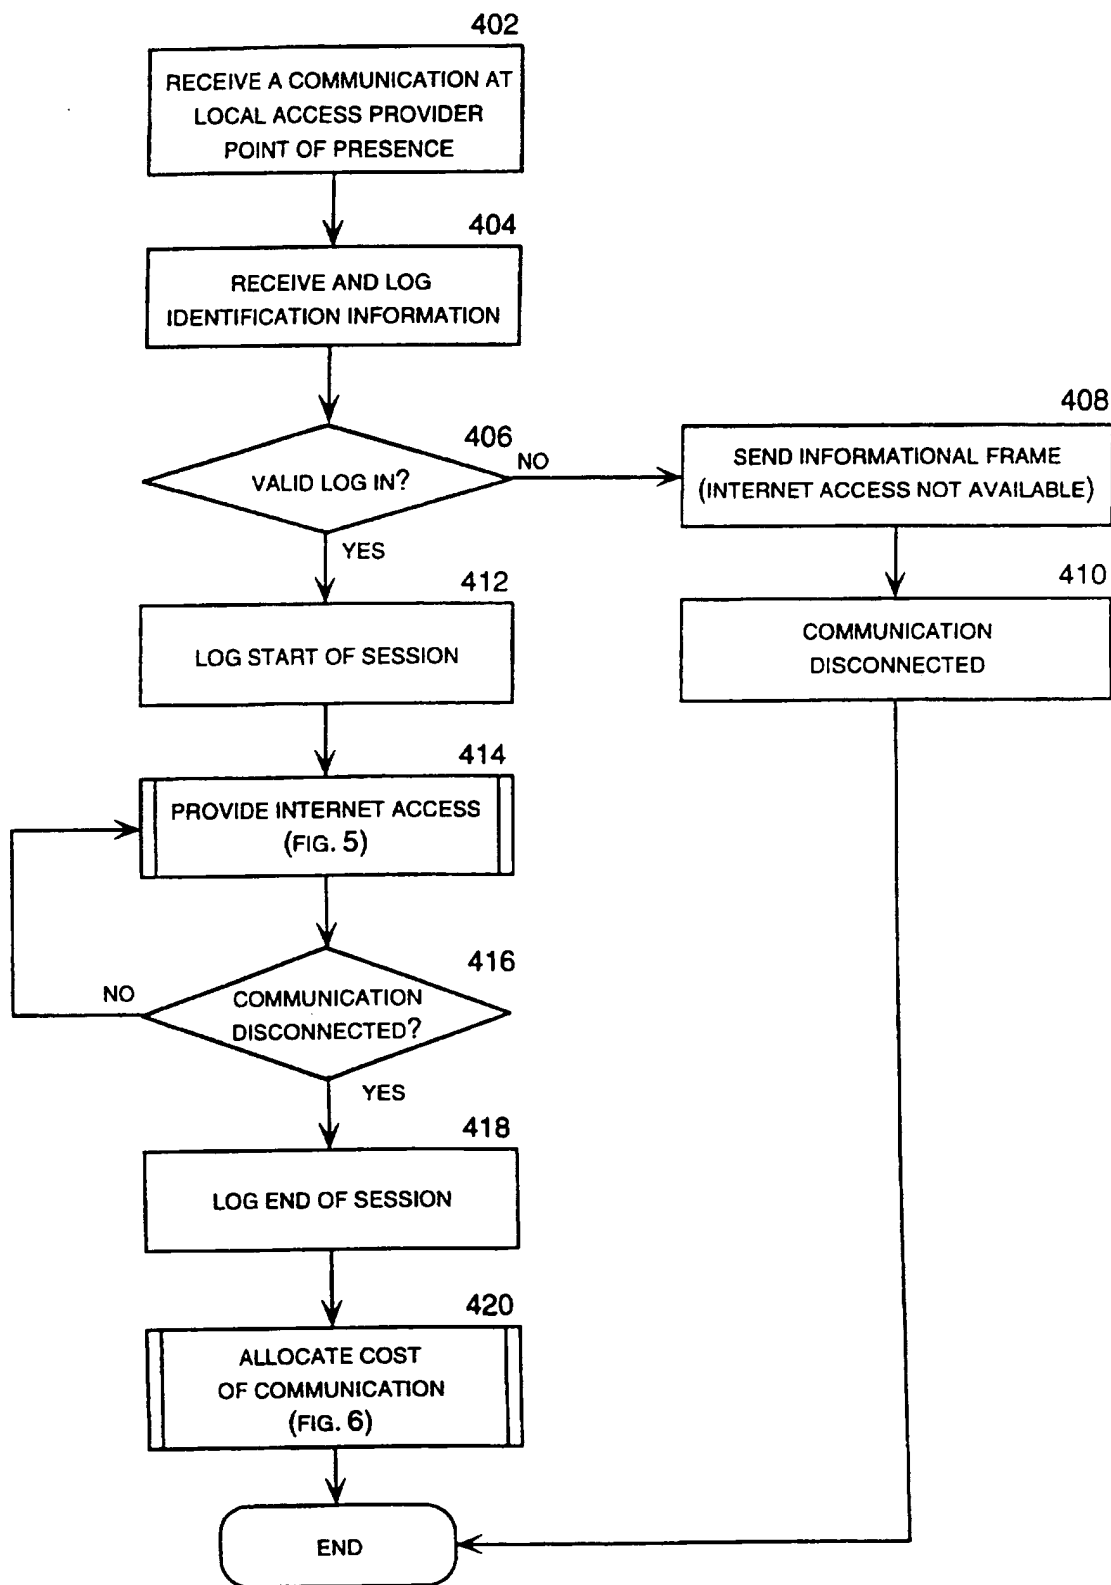 402
RECEIVE A COMMUNICATION AT
LOCAL ACCESS PROVIDER
POINT OF PRESENCE
404
RECEIVE AND LOG
IDENTIFICATION INFORMATION
406
VALID LOG IN?
NO
YES
408
SEND INFORMATIONAL FRAME
(INTERNET ACCESS NOT AVAILABLE)
410
COMMUNICATION
DISCONNECTED
412
LOG START OF SESSION
414
PROVIDE INTERNET ACCESS
(FIG. 5)
416
COMMUNICATION
DISCONNECTED?
NO
YES
418
LOG END OF SESSION
420
ALLOCATE COST
OF COMMUNICATION
(FIG. 6)
END